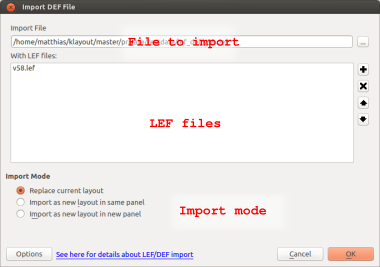 Import DEF File
Import File
/home/matthias/klayout/master/
File to import
...
With LEF files:
v58.lef
LEF files
Import Mode
Replace current layout
Import as new layout in same panel
Import as new layout in new panel
Import mode
Options
See here for details about LEF/DEF import
Cancel
OK